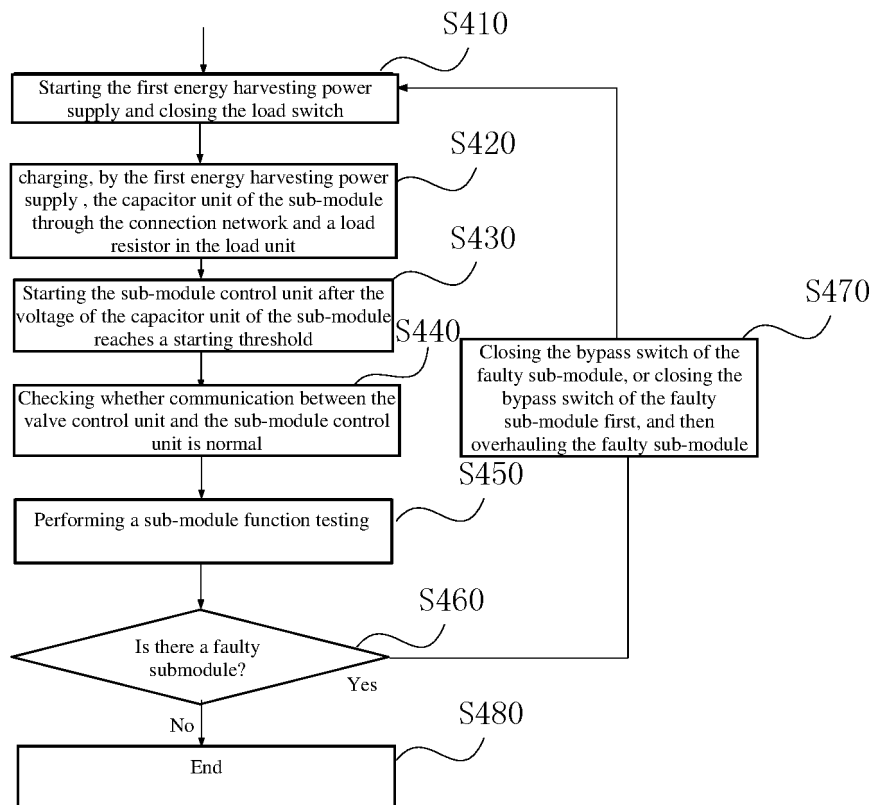 S410
Starting the first energy harvesting power
supply and closing the load switch
S420
charging, by the first energy harvesting power
supply , the capacitor unit of the sub-module
through the connection network and a load
resistor in the load unit
S430
Starting the sub-module control unit after the
voltage of the capacitor unit of the sub-module
reaches a starting threshold
S440
Checking whether communication between the
valve control unit and the sub-module control
unit is normal
S450
Performing a sub-module function testing
S460
Is there a faulty
submodule?
Yes
No
S470
Closing the bypass switch of the
faulty sub-module, or closing the
bypass switch of the faulty
sub-module first, and then
overhauling the faulty sub-module
S480
End